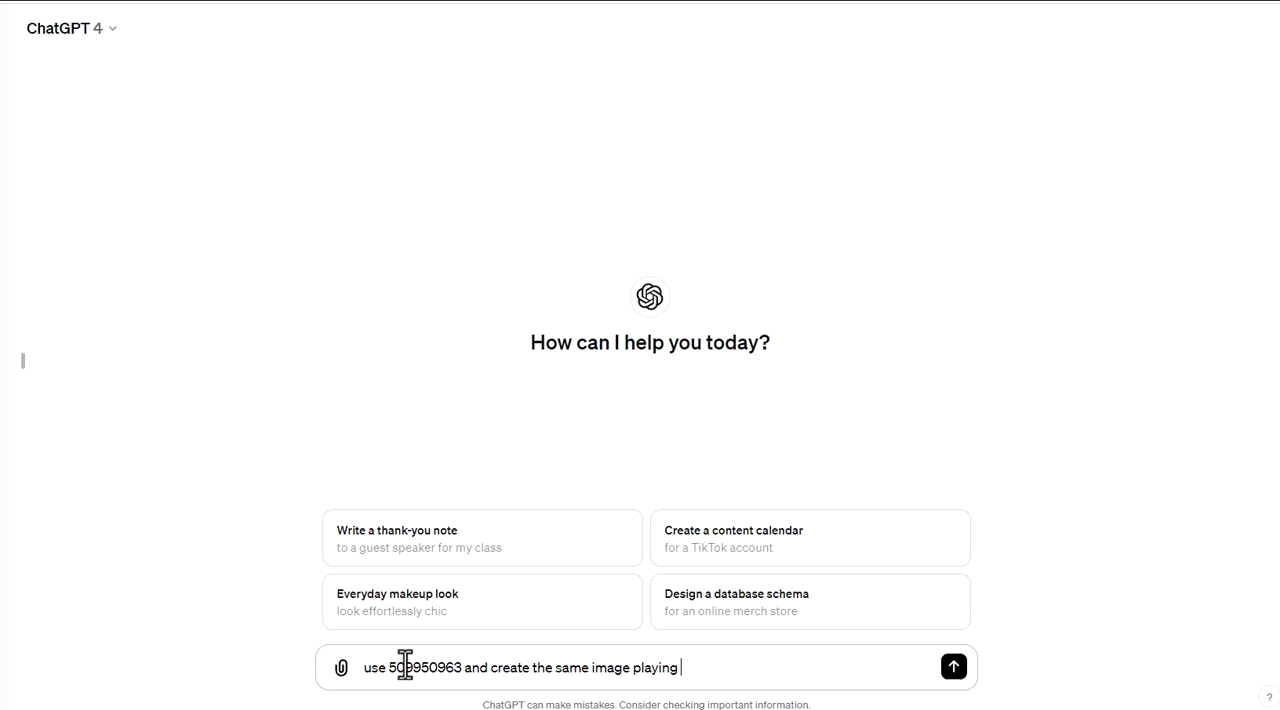 ChatGPT 4
How can I help you today?
Write a thank-you note
to a guest speaker for my class
Create a content calendar
for a TikTok account
Everyday makeup look
look effortlessly chic
Design a database schema
for an online merch store
use 509950963 and create the same image playing
ChatGPT can make mistakes. Consider checking important information.
?